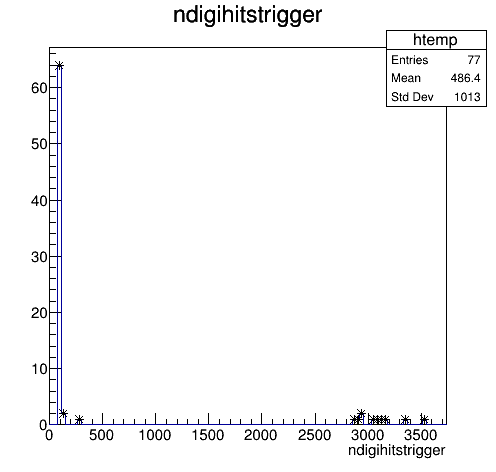 ndigihitstrigger
htemp
Entries 77
Mean 486.4
Std Dev 1013
60
50
40
30
20
10
0
0 500 1000 1500 2000 2500 3000 3500
ndigihitstrigger